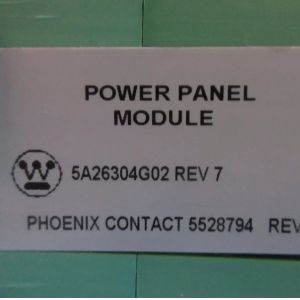 POWER PANEL
MODULE
W
5A26304G02 REV 7
PHOENIX CONTACT 5528794 REV